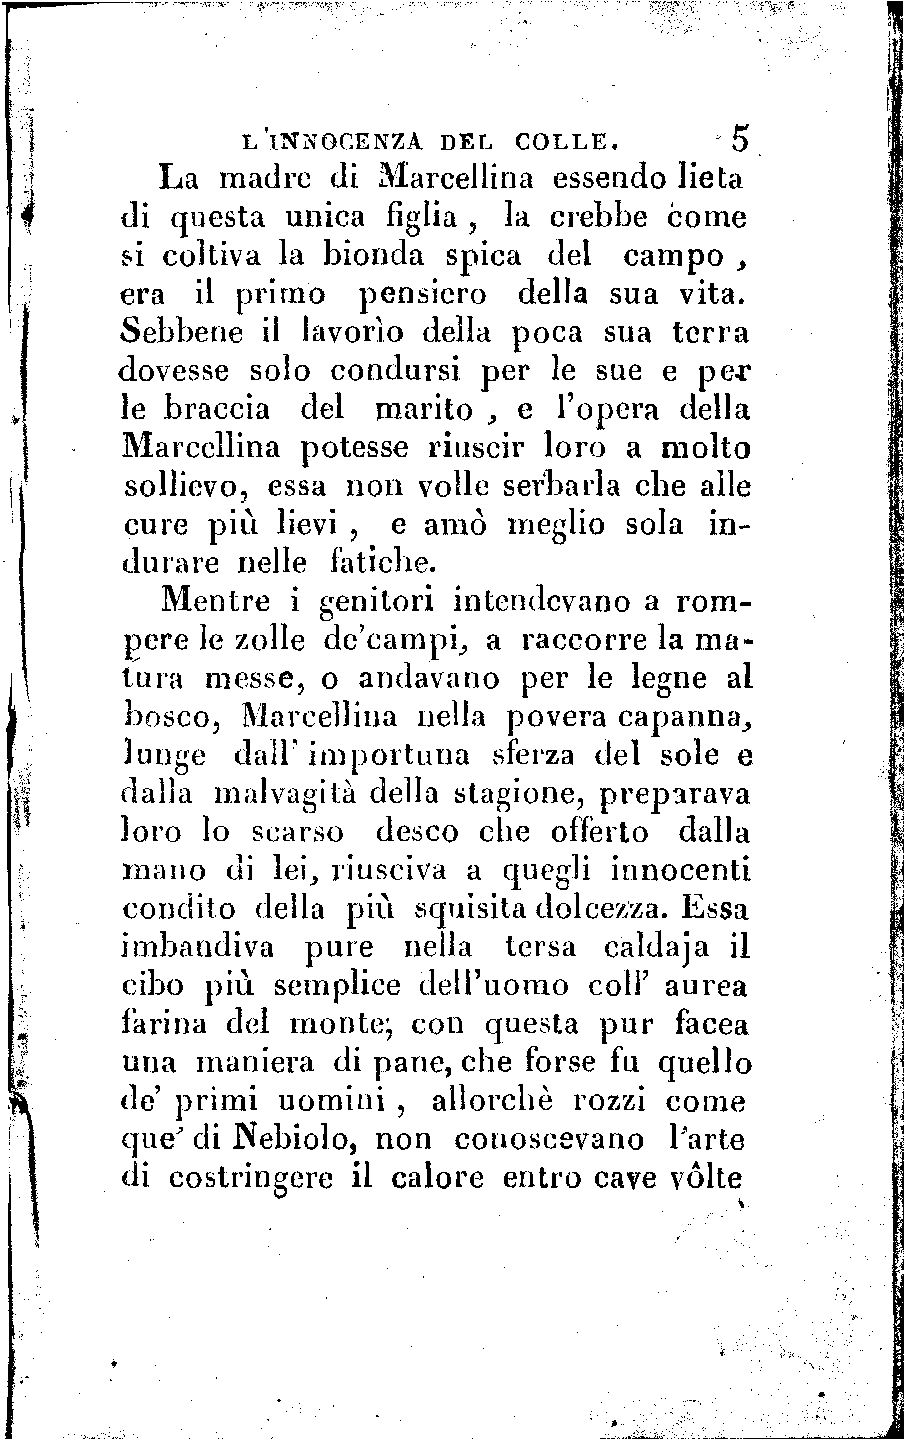 L'INNOCENZA DEL COLLE. 5
La madre di Marcellina essendo lieta
di questa unica figlia , la crebbe come
si coltiva la bionda spica del campo ,
era il primo pensiero della sua vita.
Sebbene il lavorìo della poca sua terra
dovesse solo condursi per le sue e per
le braccia del marito , e l'opera della
Marcellina potesse riuscir loro a molto
sollievo, essa non volle serbarla che alle
cure più lievi , e amò meglio sola in-
durare nelle fatiche.
Mentre i genitori intendevano a rom-
pere le zolle de'campi, a raccorre la ma-
tura messe, o andavano per le legne al
bosco, Marcellina nella povera capanna,
lunge dall' importuna sferza del sole e
dalla malvagità della stagione, preparava
loro lo scarso desco che offerto dalla
mano di lei, riusciva a quegli innocenti
condito della più squisita dolcezza. Essa
imbandiva pure nella tersa caldaja il
cibo più semplice dell'uomo coll' aurea
farina del monte; con questa pur facea
una maniera di pane, che forse fu quello
de' primi uomini , allorchè rozzi come
que' di Nebiolo, non conoscevano l'arte
di costringere il calore entro cave vôlte